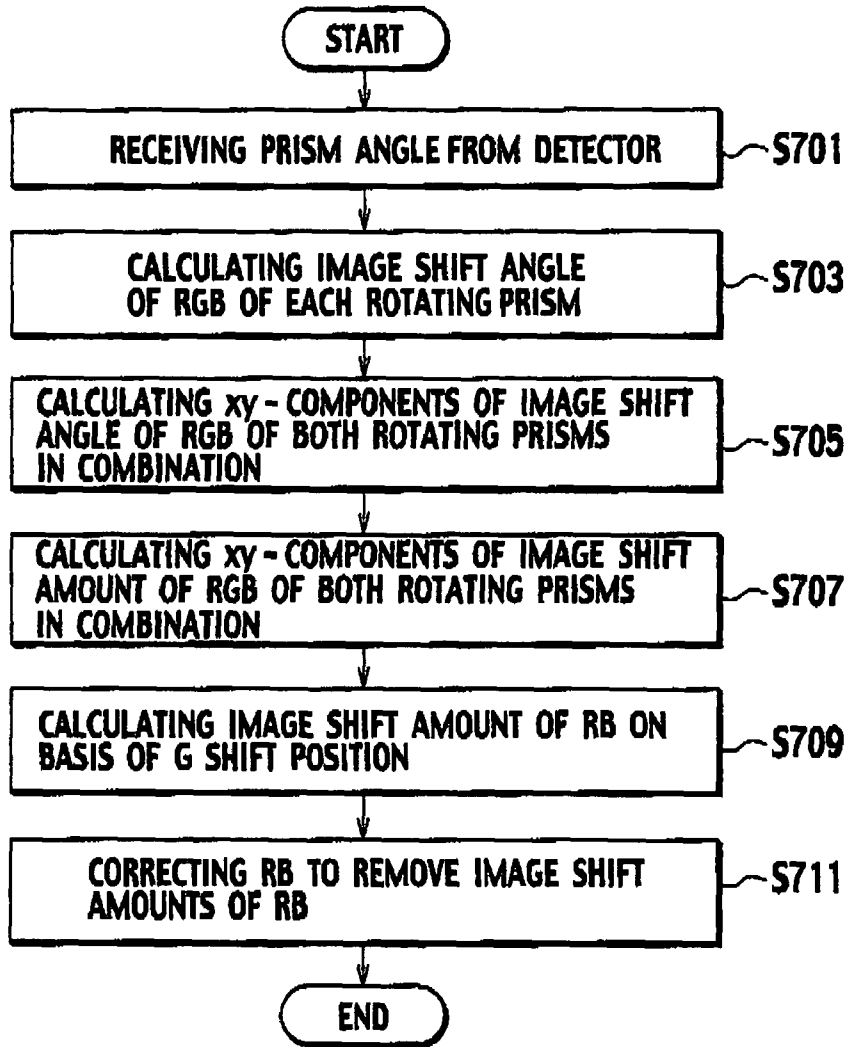 START
RECEIVING PRISM ANGLE FROM DETECTOR
S701
CALCULATING IMAGE SHIFT ANGLE
OF RGB OF EACH ROTATING PRISM
S703
CALCULATING xy-COMPONENTS OF IMAGE SHIFT
ANGLE OF RGB OF BOTH ROTATING PRISMS
IN COMBINATION
S705
CALCULATING xy-COMPONENTS OF IMAGE SHIFT
AMOUNT OF RGB OF BOTH ROTATING PRISMS
IN COMBINATION
S707
CALCULATING IMAGE SHIFT AMOUNT OF RB ON
BASIS OF G SHIFT POSITION
S709
CORRECTING RB TO REMOVE IMAGE SHIFT
AMOUNTS OF RB
S711
END